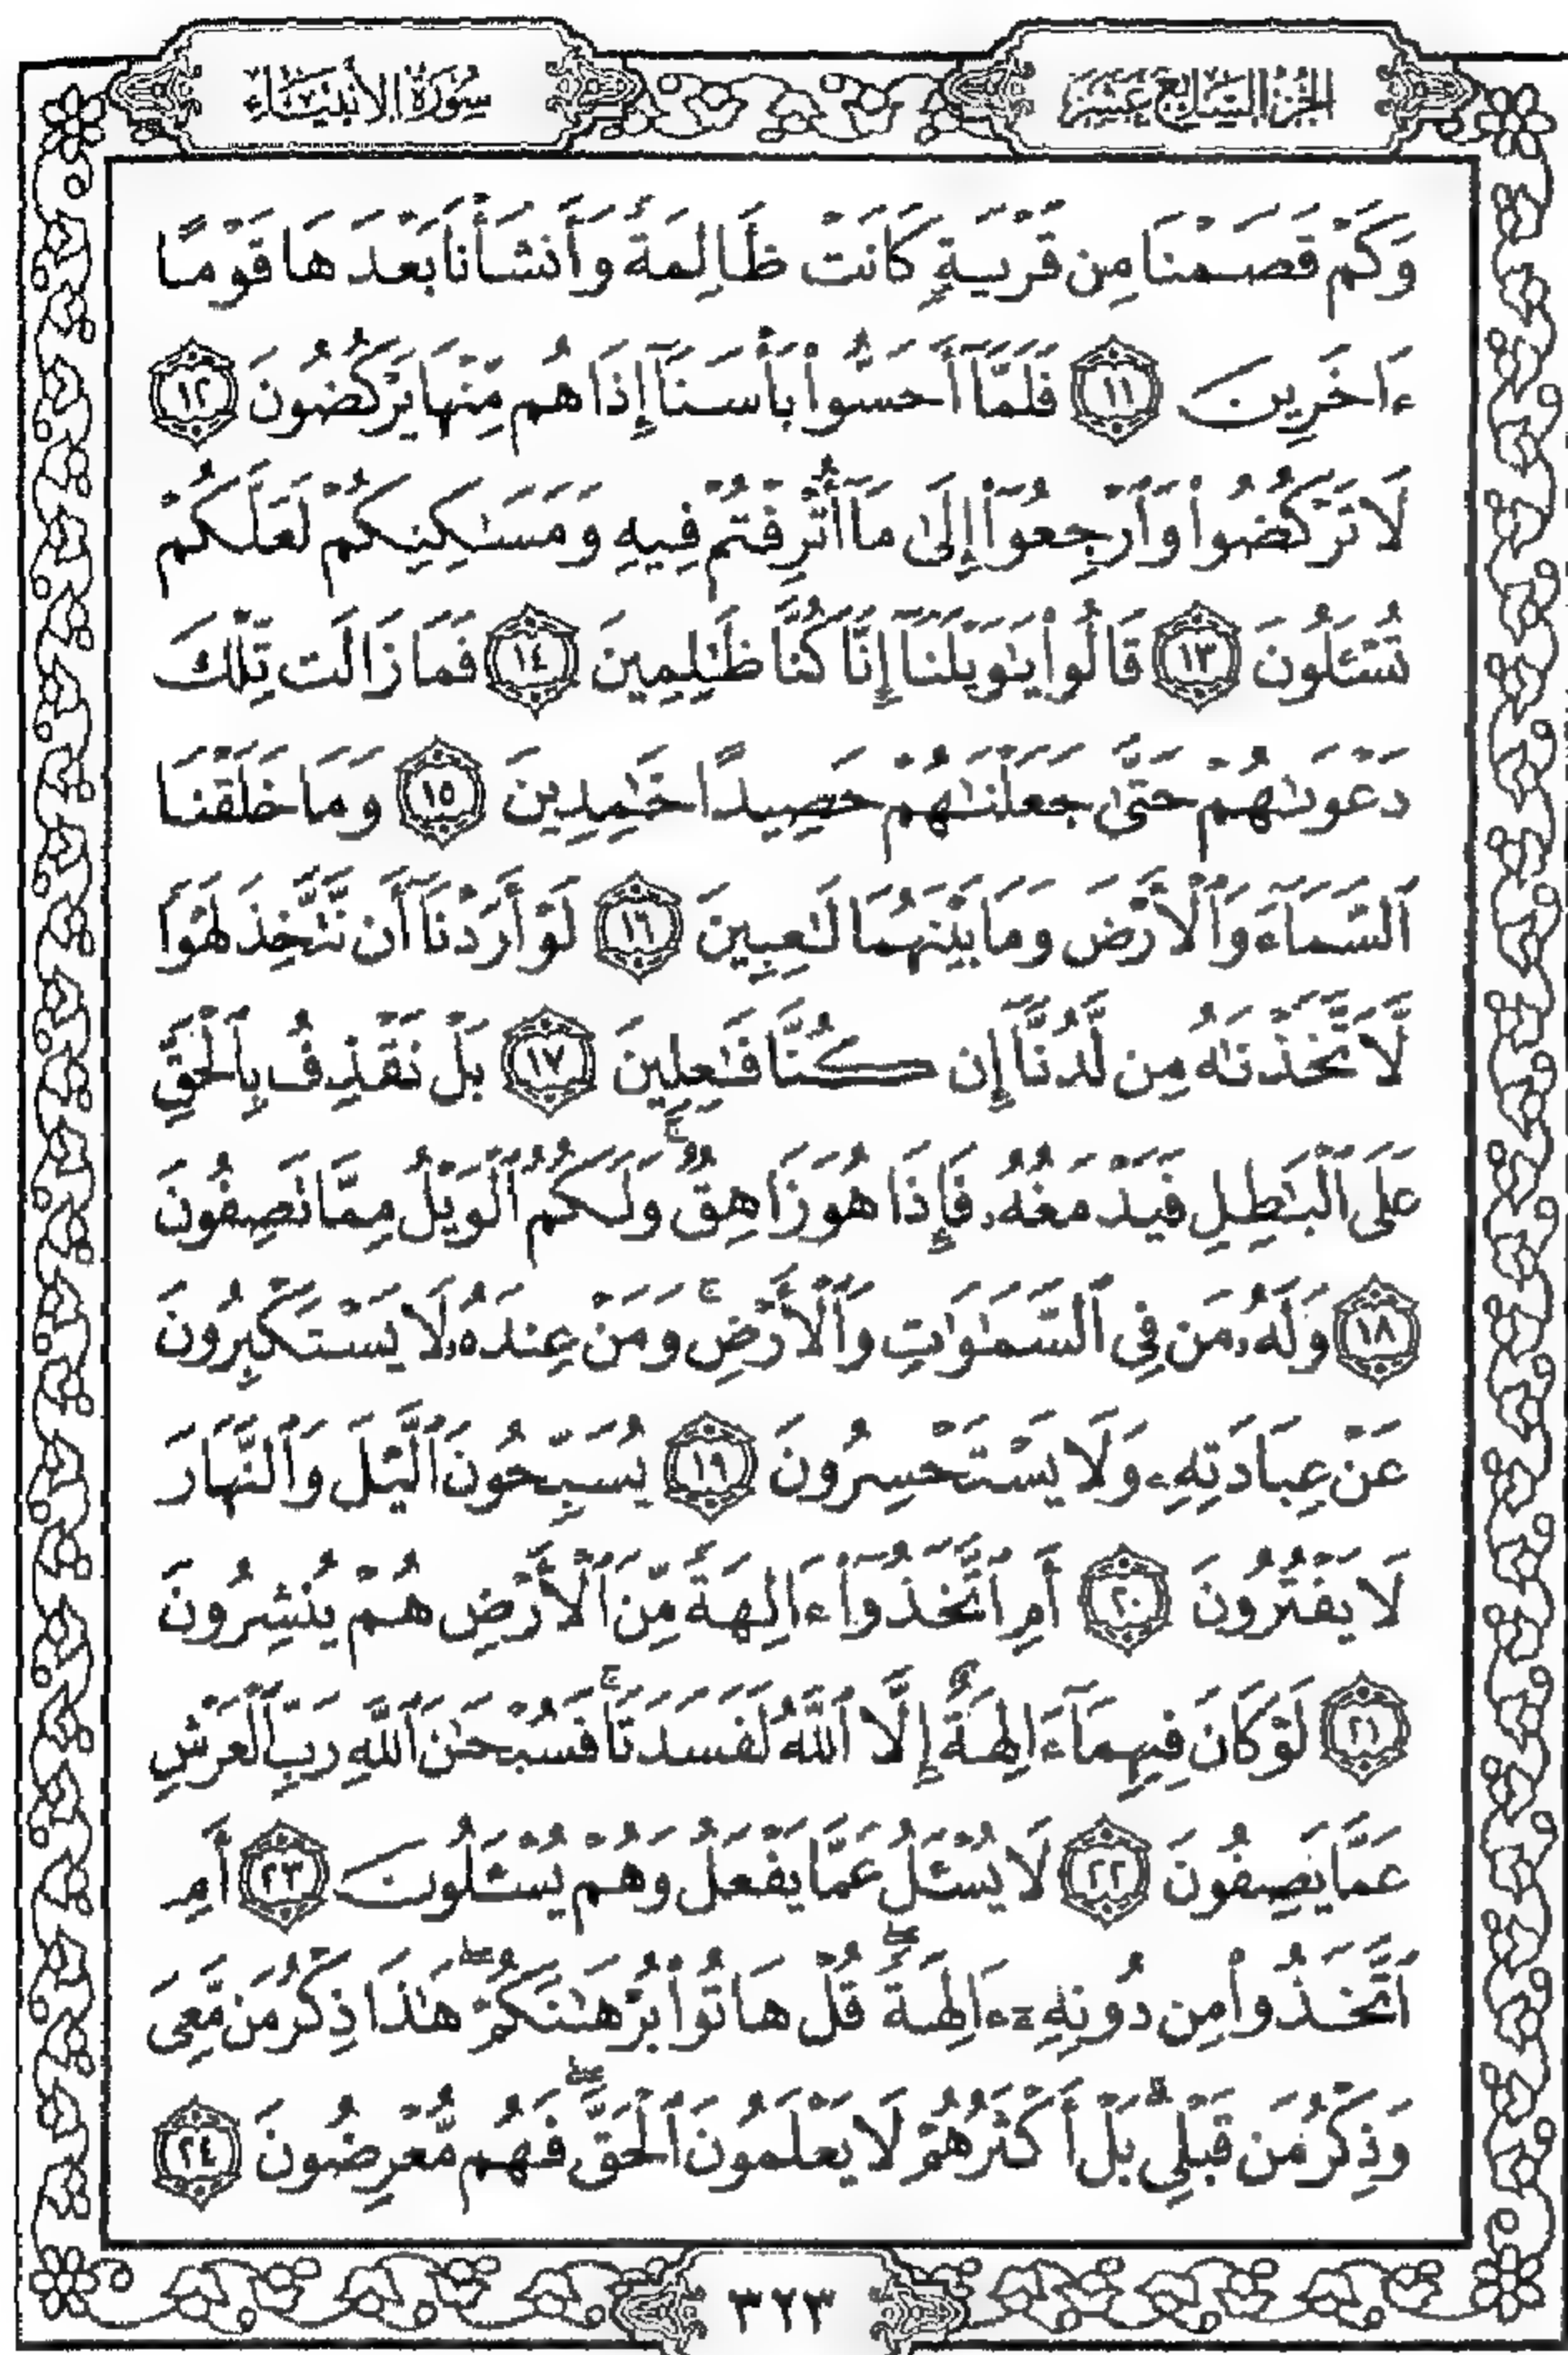 الجزء السابع عشر
سورة الأنبياء
وَكَمْ قَصَمْنَا مِن قَرْيَةٍ كَانَتْ ظَالِمَةً وَأَنشَأْنَا بَعْدَهَا قَوْمًا
ءَاخَرِينَ ۝١١ فَلَمَّآ أَحَسُّوا۟ بَأْسَنَآ إِذَا هُم مِّنْهَا يَرْكُضُونَ ۝١٢
لَا تَرْكُضُوا۟ وَٱرْجِعُوٓا۟ إِلَىٰ مَآ أُتْرِفْتُمْ فِيهِ وَمَسَـٰكِنِكُمْ لَعَلَّكُمْ
تُسْـَٔلُونَ ۝١٣ قَالُوا۟ يَـٰوَيْلَنَآ إِنَّا كُنَّا ظَـٰلِمِينَ ۝١٤ فَمَا زَالَت تِّلْكَ
دَعْوَىٰهُمْ حَتَّىٰ جَعَلْنَـٰهُمْ حَصِيدًا خَـٰمِدِينَ ۝١٥ وَمَا خَلَقْنَا
ٱلسَّمَآءَ وَٱلْأَرْضَ وَمَا بَيْنَهُمَا لَـٰعِبِينَ ۝١٦ لَوْ أَرَدْنَآ أَن نَّتَّخِذَ لَهْوًا
لَّٱتَّخَذْنَـٰهُ مِن لَّدُنَّآ إِن كُنَّا فَـٰعِلِينَ ۝١٧ بَلْ نَقْذِفُ بِٱلْحَقِّ
عَلَى ٱلْبَـٰطِلِ فَيَدْمَغُهُۥ فَإِذَا هُوَ زَاهِقٌ ۚ وَلَكُمُ ٱلْوَيْلُ مِمَّا نَصِفُونَ
۝١٨ وَلَهُۥ مَن فِى ٱلسَّمَـٰوَٰتِ وَٱلْأَرْضِ ۚ وَمَنْ عِندَهُۥ لَا يَسْتَكْبِرُونَ
عَنْ عِبَادَتِهِۦ وَلَا يَسْتَحْسِرُونَ ۝١٩ يُسَبِّحُونَ ٱلَّيْلَ وَٱلنَّهَارَ
لَا يَفْتُرُونَ ۝٢٠ أَمِ ٱتَّخَذُوٓا۟ ءَالِهَةً مِّنَ ٱلْأَرْضِ هُمْ يُنشِرُونَ
۝٢١ لَوْ كَانَ فِيهِمَآ ءَالِهَةٌ إِلَّا ٱللَّهُ لَفَسَدَتَا ۚ فَسُبْحَـٰنَ ٱللَّهِ رَبِّ ٱلْعَرْشِ
عَمَّا يَصِفُونَ ۝٢٢ لَا يُسْـَٔلُ عَمَّا يَفْعَلُ وَهُمْ يُسْـَٔلُونَ ۝٢٣ أَمِ
ٱتَّخَذُوا۟ مِن دُونِهِۦٓ ءَالِهَةً ۖ قُلْ هَاتُوا۟ بُرْهَـٰنَكُمْ ۖ هَـٰذَا ذِكْرُ مَن مَّعِىَ
وَذِكْرُ مَن قَبْلِى ۗ بَلْ أَكْثَرُهُمْ لَا يَعْلَمُونَ ٱلْحَقَّ ۖ فَهُم مُّعْرِضُونَ ۝٢٤
٣٢٣